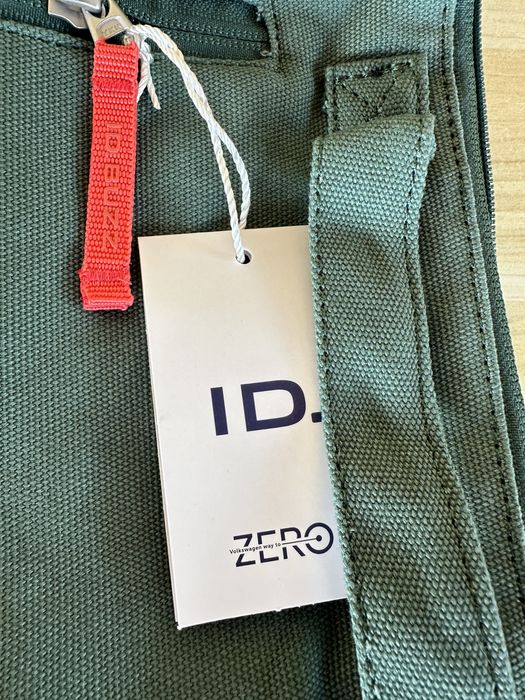 ID. BUZZ
ID.
Volkswagen way to
ZERO